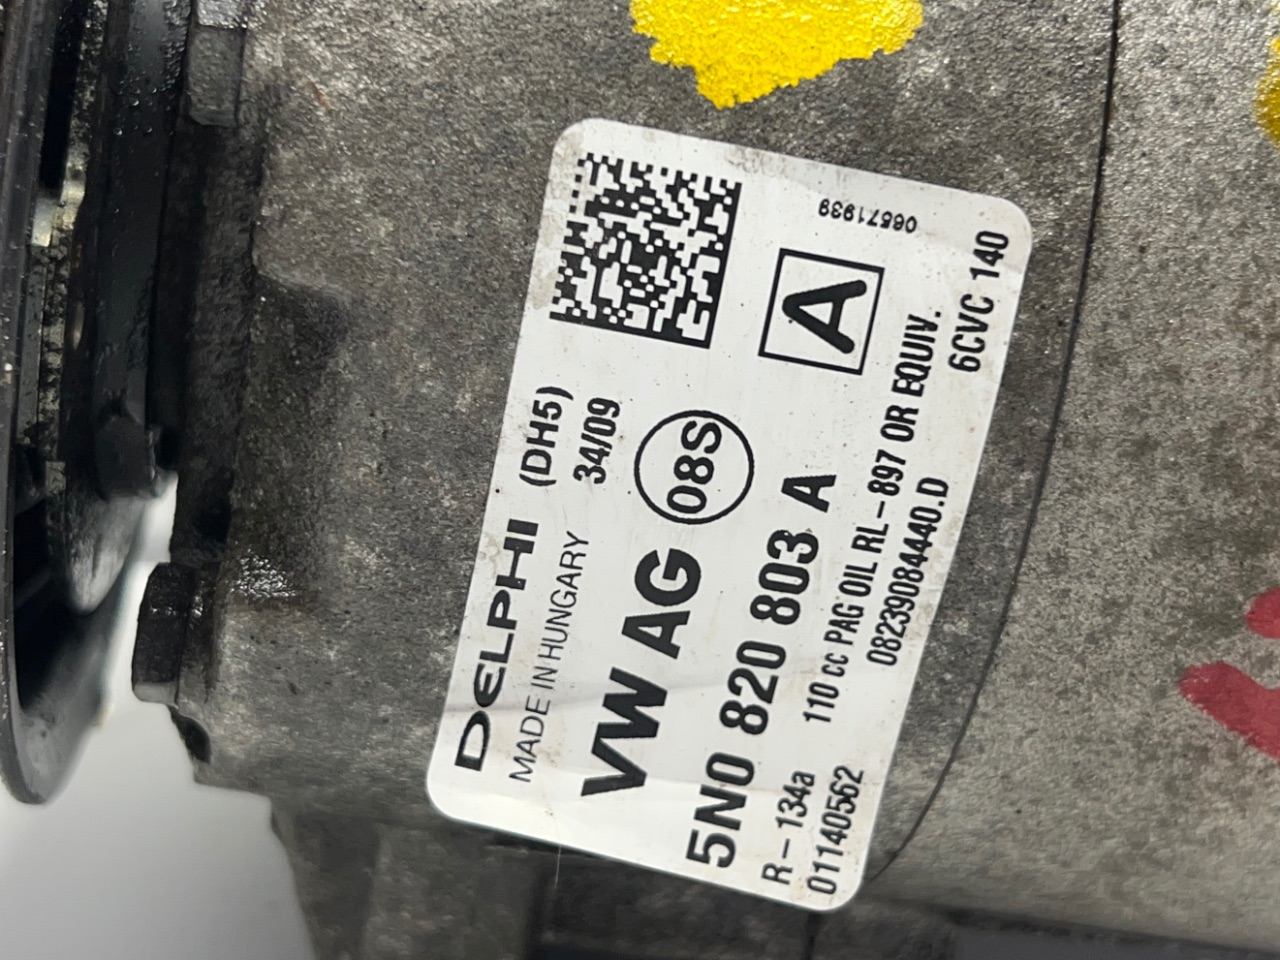 DELPHI (DH5)
MADE IN HUNGARY 34/09
VW AG 08S
5N0 820 803 A
A
R-134a 110 cc PAG OIL RL-897 OR EQUIV.
01140562 08239084440.D 6CVC 140
08571939